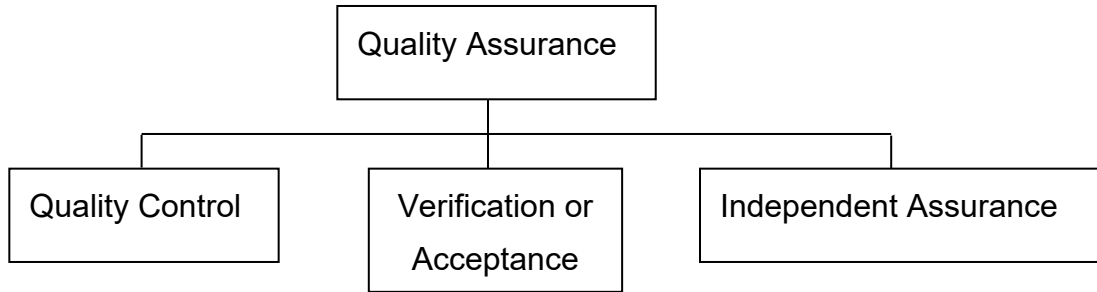 Quality Assurance
Quality Control
Verification or
Acceptance
Independent Assurance